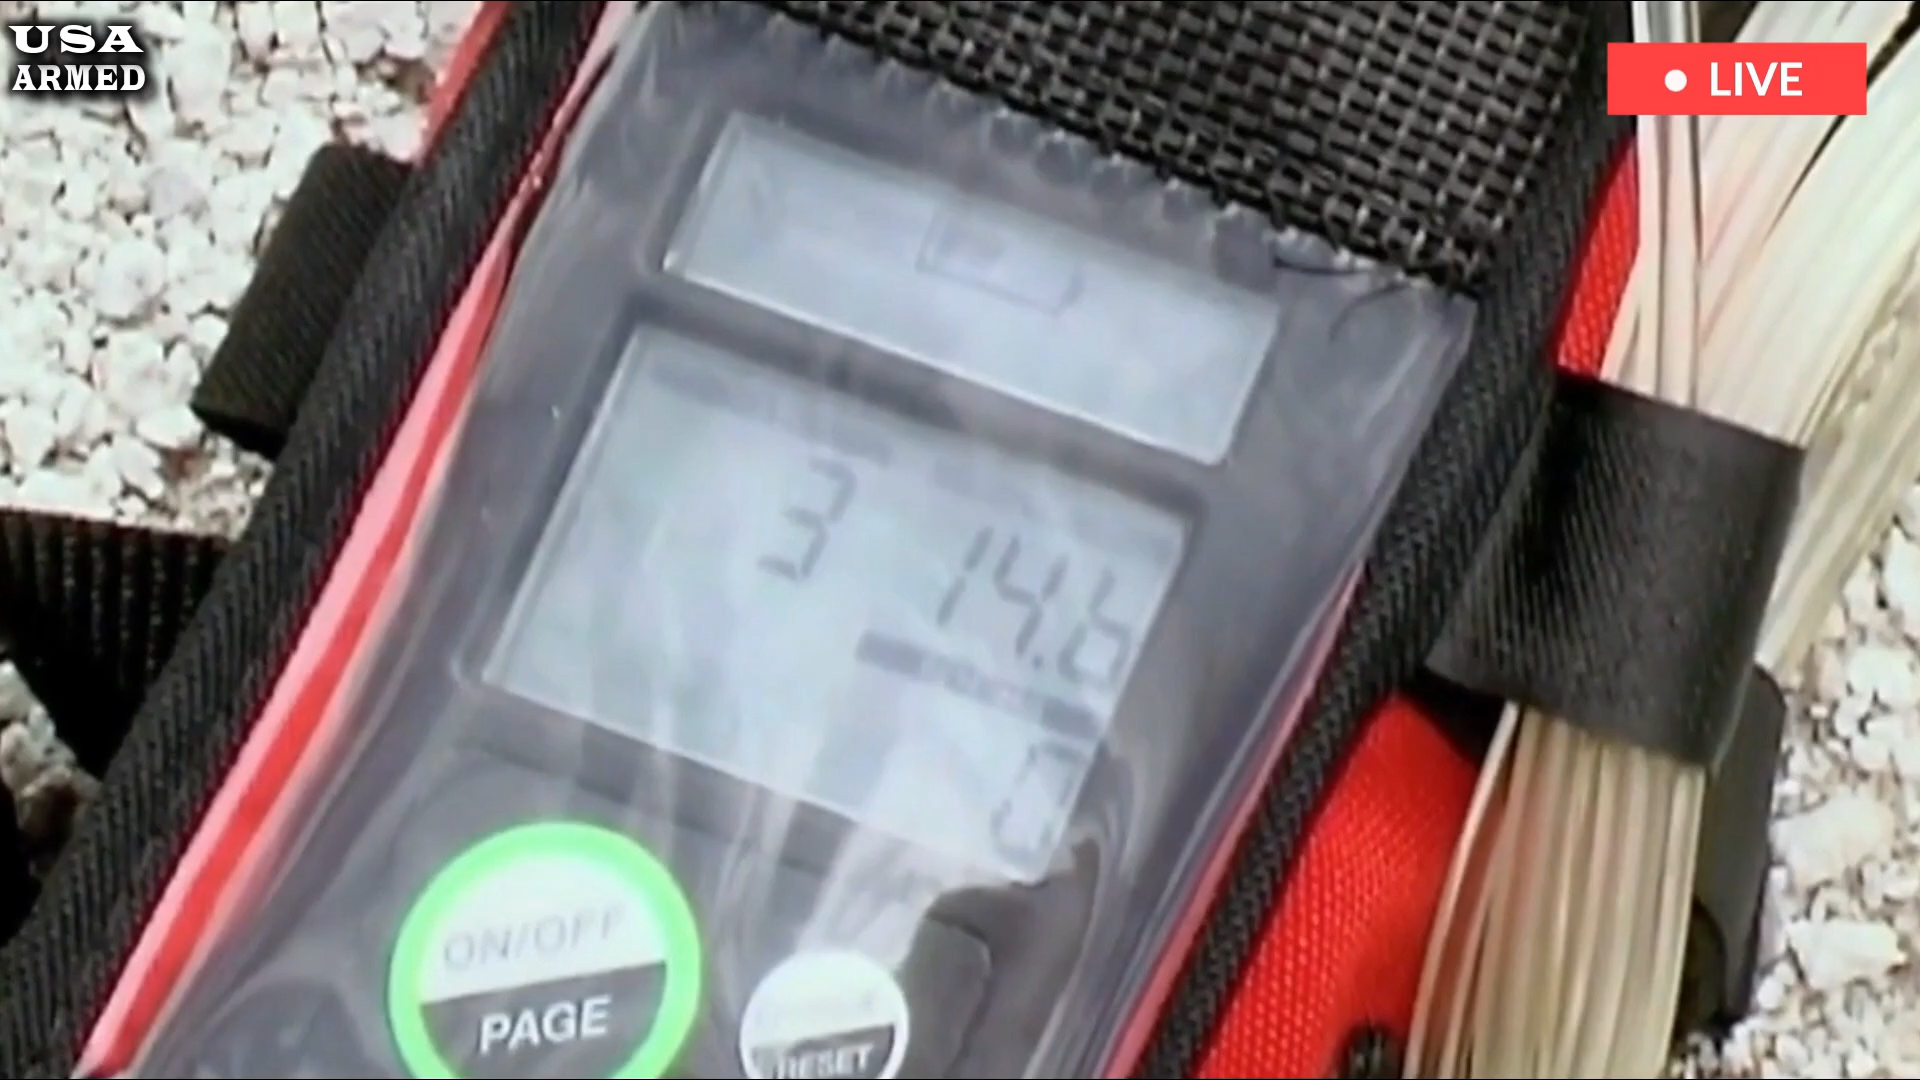 USA
ARMED
LIVE
3
14.6
ON/OFF
PAGE
RESET